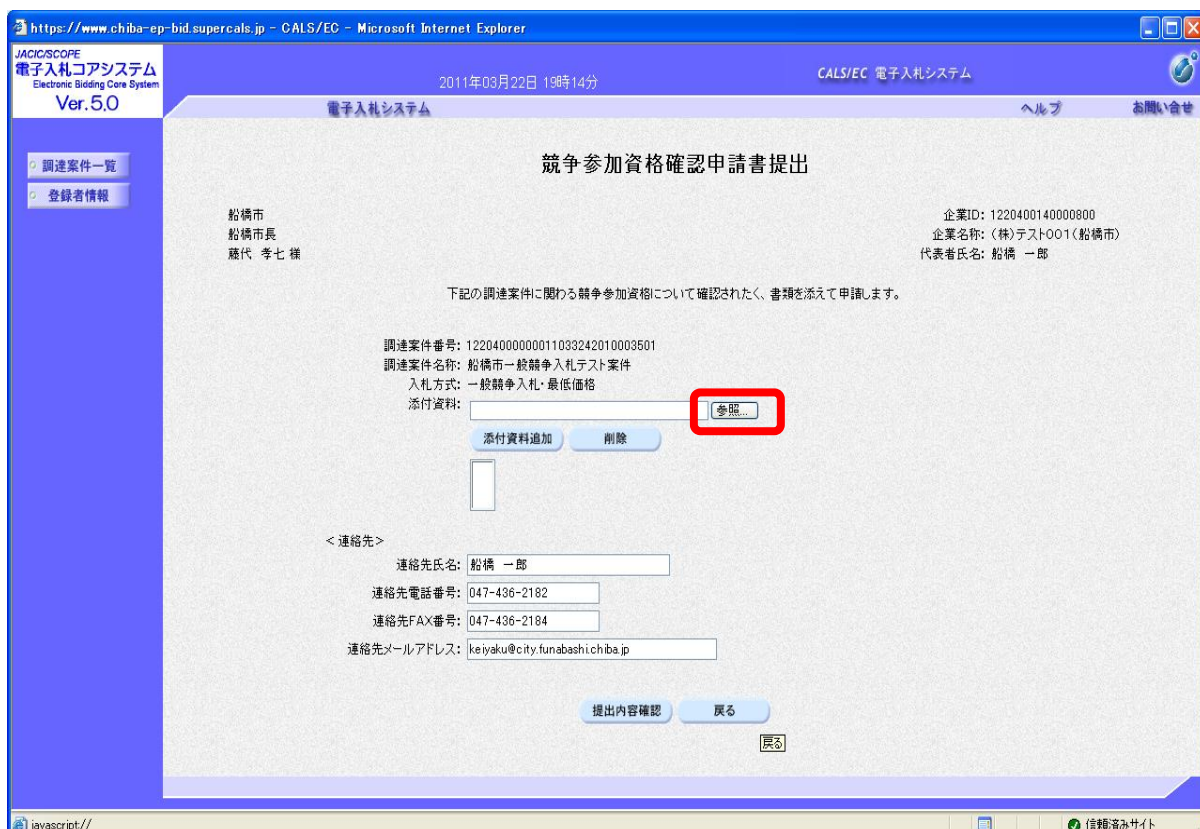 https://www.chiba-ep-bid.supercals.jp - CALS/EC - Microsoft Internet Explorer
JACIC/SCOPE
電子入札コアシステム
Electronic Bidding Core System
Ver.5.0
2011年03月22日 19時14分
CALS/EC 電子入札システム
電子入札システム
ヘルプ
お問い合せ
調達案件一覧
登録者情報
競争参加資格確認申請書提出
船橋市
船橋市長
藤代 孝七 様
企業ID: 1220400140000800
企業名称: (株)テスト001(船橋市)
代表者氏名: 船橋 一郎
下記の調達案件に関わる競争参加資格について確認されたく、書類を添えて申請します。
調達案件番号: 1220400000011033242010003501
調達案件名称: 船橋市一般競争入札テスト案件
入札方式: 一般競争入札・最低価格
添付資料: 参照...
添付資料追加 削除
<連絡先>
連絡先氏名: 船橋 一郎
連絡先電話番号: 047-436-2182
連絡先FAX番号: 047-436-2184
連絡先メールアドレス: keiyaku@city.funabashi.chiba.jp
提出内容確認 戻る
戻る
javascript://
信頼済みサイト